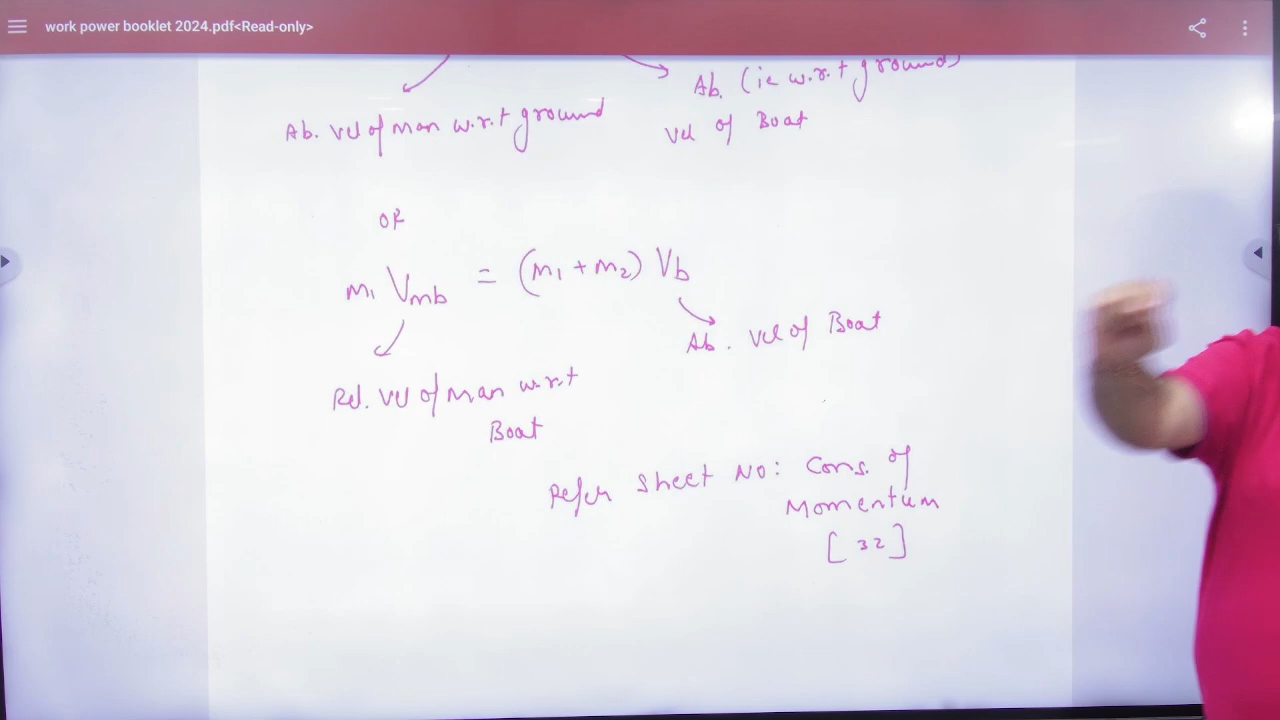 work power booklet 2024.pdf<Read-only>
Ab. (ie w.r.t ground)
Ab. vel of man w.r.t ground
vel of Boat
OR
m₁ Vmb = (m₁ + m₂) Vb
Ab. vel of Boat
Rel. vel of man w.r.t
Boat
Refer Sheet NO: Cons. of
Momentum
[32]